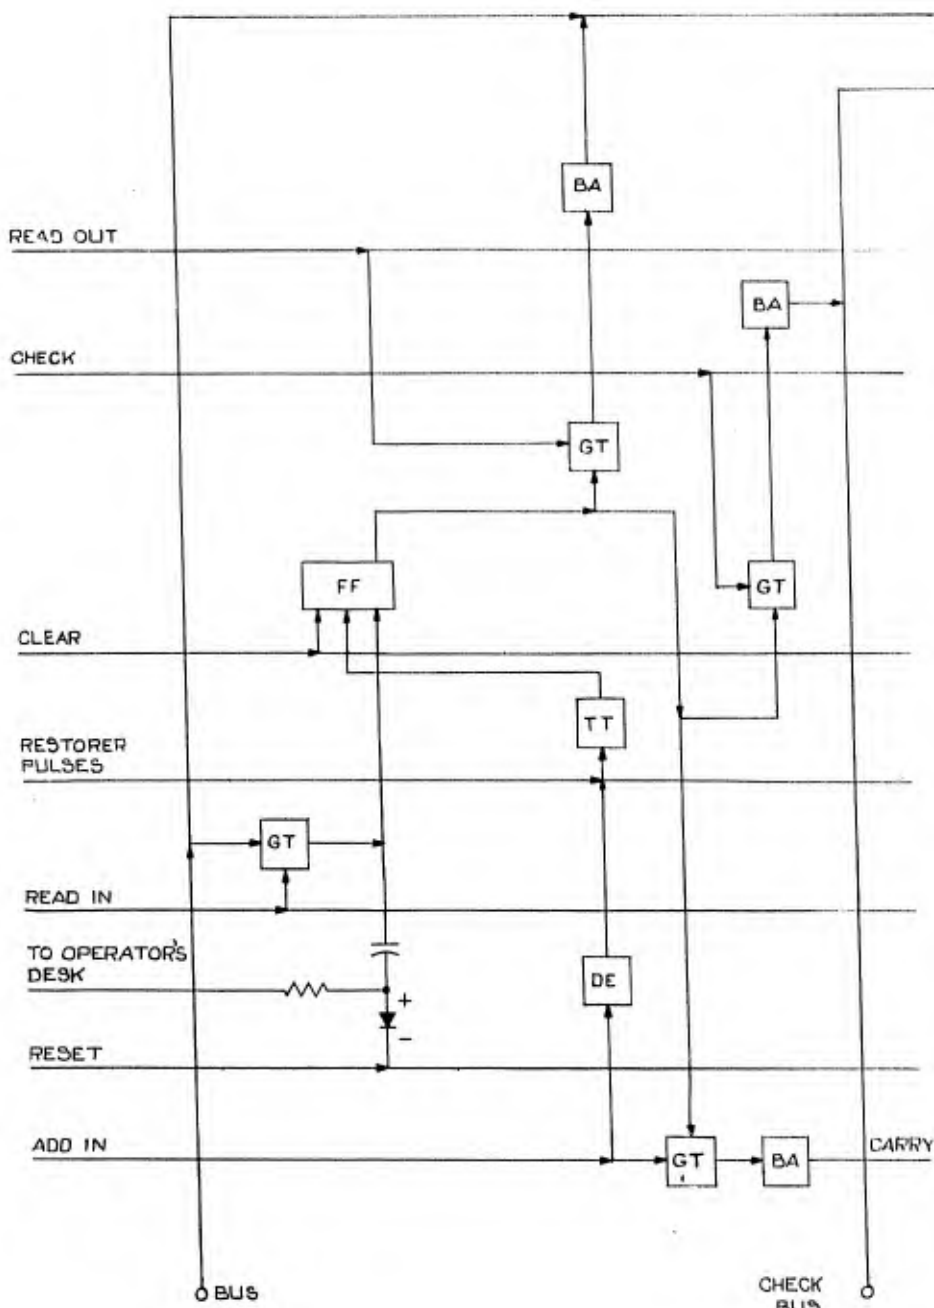 BA
READ OUT
BA
CHECK
GT
FF
GT
CLEAR
TT
RESTORER
PULSES
GT
READ IN
TO OPERATOR'S
DESK
DE
+
-
RESET
ADD IN
GT
BA
CARRY
BUS
CHECK
BUS